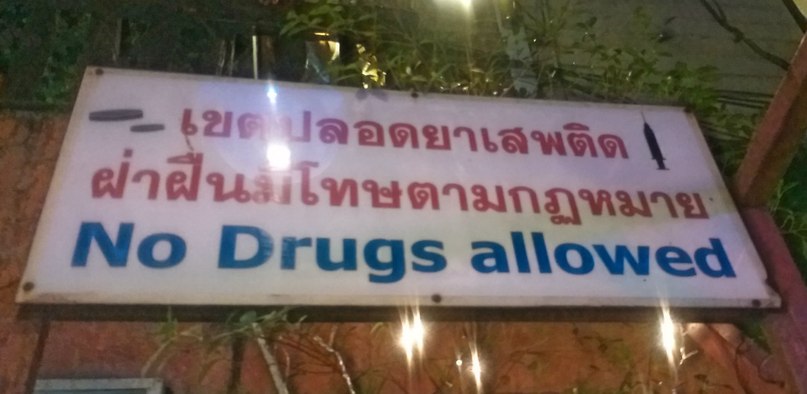 เขตปลอดยาเสพติด
ผ่าฝืนมีโทษตามกฎหมาย
No Drugs allowed